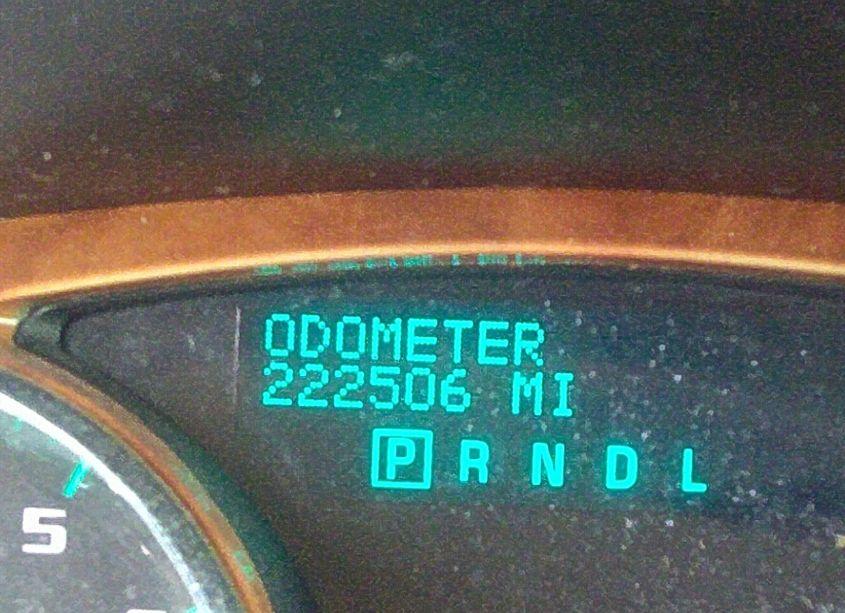 ODOMETER
222506 MI
P R N D L
5